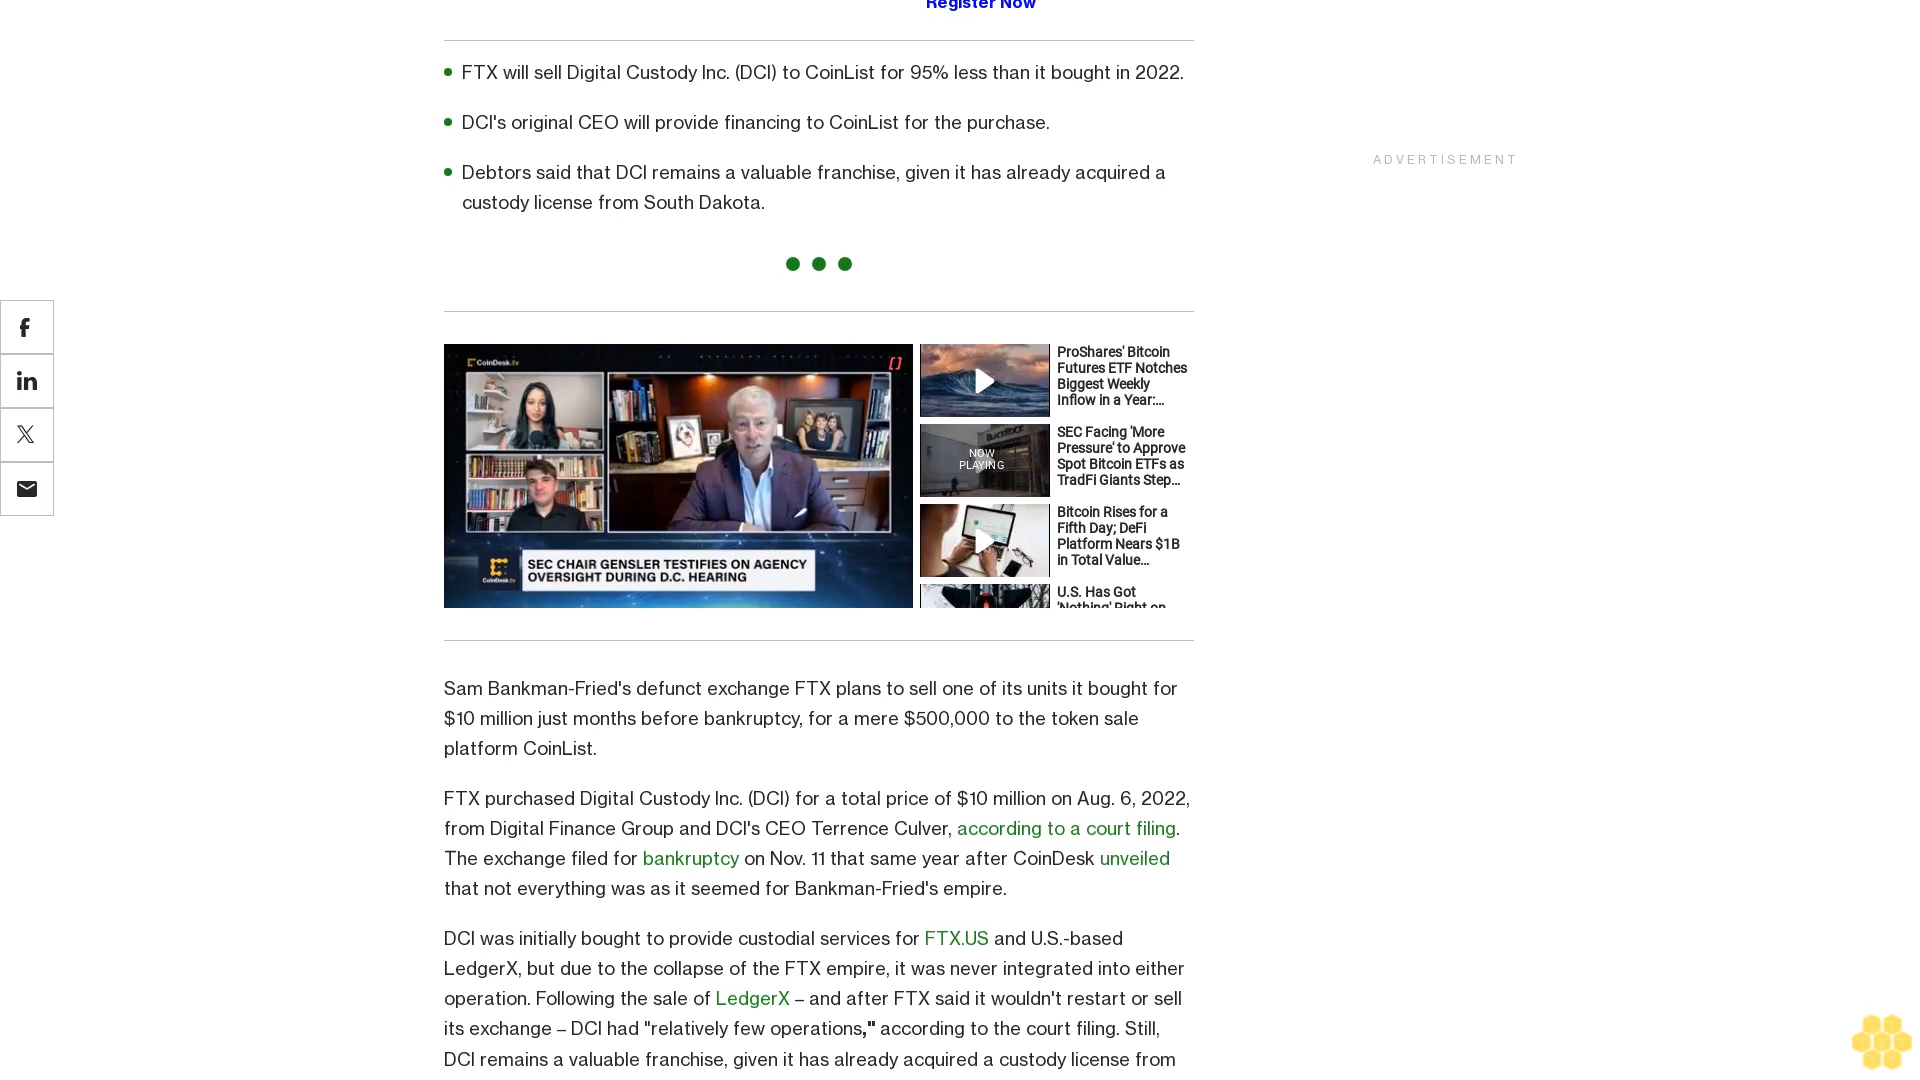 Register Now
FTX will sell Digital Custody Inc. (DCI) to CoinList for 95% less than it bought in 2022.
DCI's original CEO will provide financing to CoinList for the purchase.
Debtors said that DCI remains a valuable franchise, given it has already acquired a
custody license from South Dakota.
ADVERTISEMENT
CoinDesk.tv
SEC CHAIR GENSLER TESTIFIES ON AGENCY
OVERSIGHT DURING D.C. HEARING
CoinDesk.tv
ProShares' Bitcoin
Futures ETF Notches
Biggest Weekly
Inflow in a Year:...
BLACKROCK
NOW
PLAYING
SEC Facing 'More
Pressure' to Approve
Spot Bitcoin ETFs as
TradFi Giants Step...
Bitcoin Rises for a
Fifth Day; DeFi
Platform Nears $1B
in Total Value...
U.S. Has Got
'Nothing' Right on
Sam Bankman-Fried's defunct exchange FTX plans to sell one of its units it bought for
$10 million just months before bankruptcy, for a mere $500,000 to the token sale
platform CoinList.
FTX purchased Digital Custody Inc. (DCI) for a total price of $10 million on Aug. 6, 2022,
from Digital Finance Group and DCI's CEO Terrence Culver, according to a court filing.
The exchange filed for bankruptcy on Nov. 11 that same year after CoinDesk unveiled
that not everything was as it seemed for Bankman-Fried's empire.
DCI was initially bought to provide custodial services for FTX.US and U.S.-based
LedgerX, but due to the collapse of the FTX empire, it was never integrated into either
operation. Following the sale of LedgerX – and after FTX said it wouldn't restart or sell
its exchange – DCI had "relatively few operations," according to the court filing. Still,
DCI remains a valuable franchise, given it has already acquired a custody license from